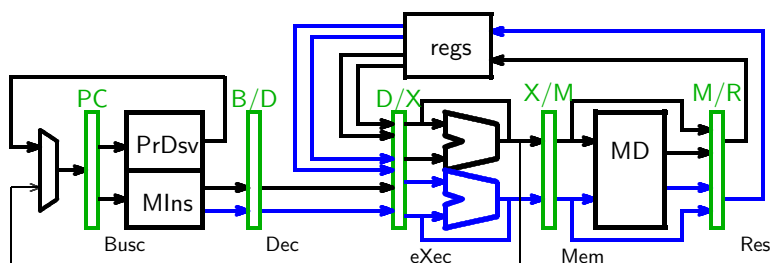 regs
PC
B/D
D/X
X/M
M/R
PrDsv
MD
MIns
Busc
Dec
eXec
Mem
Res